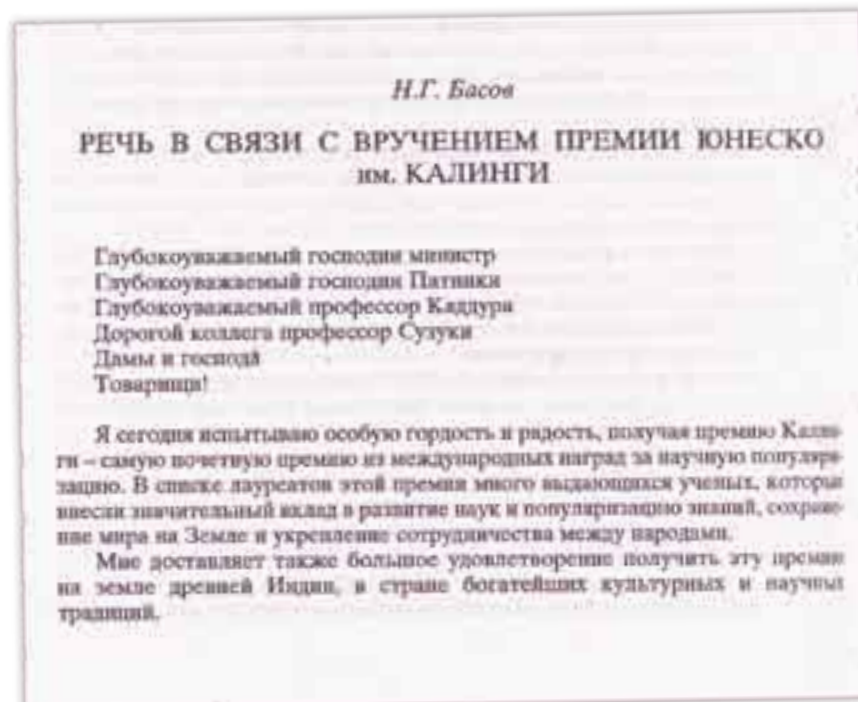 Н.Г. Басов
РЕЧЬ В СВЯЗИ С ВРУЧЕНИЕМ ПРЕМИИ ЮНЕСКО
им. КАЛИНГИ
Глубокоуважаемый господин министр
Глубокоуважаемый господин Патнаки
Глубокоуважаемый профессор Каддура
Дорогой коллега профессор Сузуки
Дамы и господа
Товарищи!
Я сегодня испытываю особую гордость и радость, получая премию Калин-
ги – самую почетную премию из международных наград за научную популяри-
зацию. В списке лауреатов этой премии много выдающихся ученых, которые
внесли значительный вклад в развитие наук и популяризацию знаний, сохране-
ние мира на Земле и укрепление сотрудничества между народами.
Мне доставляет также большое удовлетворение получить эту премию
на земле древней Индии, в стране богатейших культурных и научных
традиций.